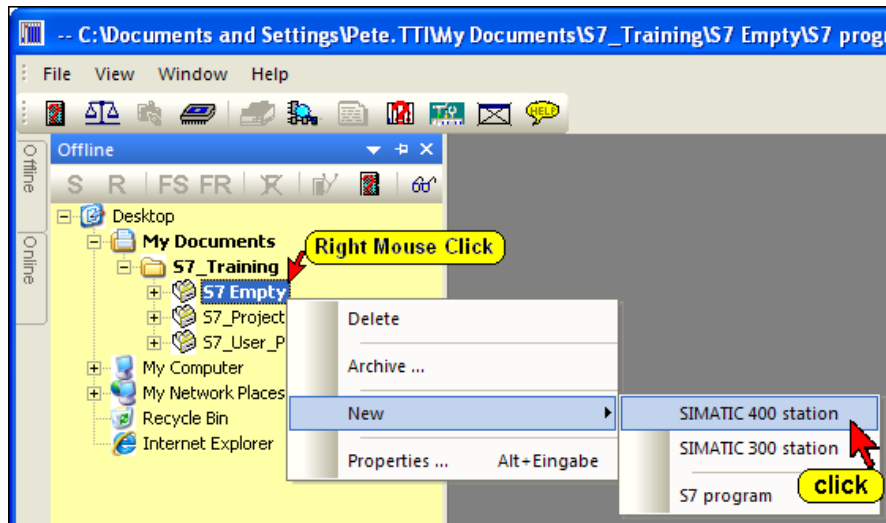 -- C:\Documents and Settings\Pete.TTI\My Documents\S7_Training\S7 Empty\S7 progr
File View Window Help
HELP
Offline
Online
Offline
S R FS FR
Desktop
My Documents
Right Mouse Click
S7_Training
S7 Empty
S7_Project
S7_User_P
My Computer
My Network Places
Recycle Bin
Internet Explorer
Delete
Archive ...
New
Properties ... Alt+Eingabe
SIMATIC 400 station
SIMATIC 300 station
S7 program
click